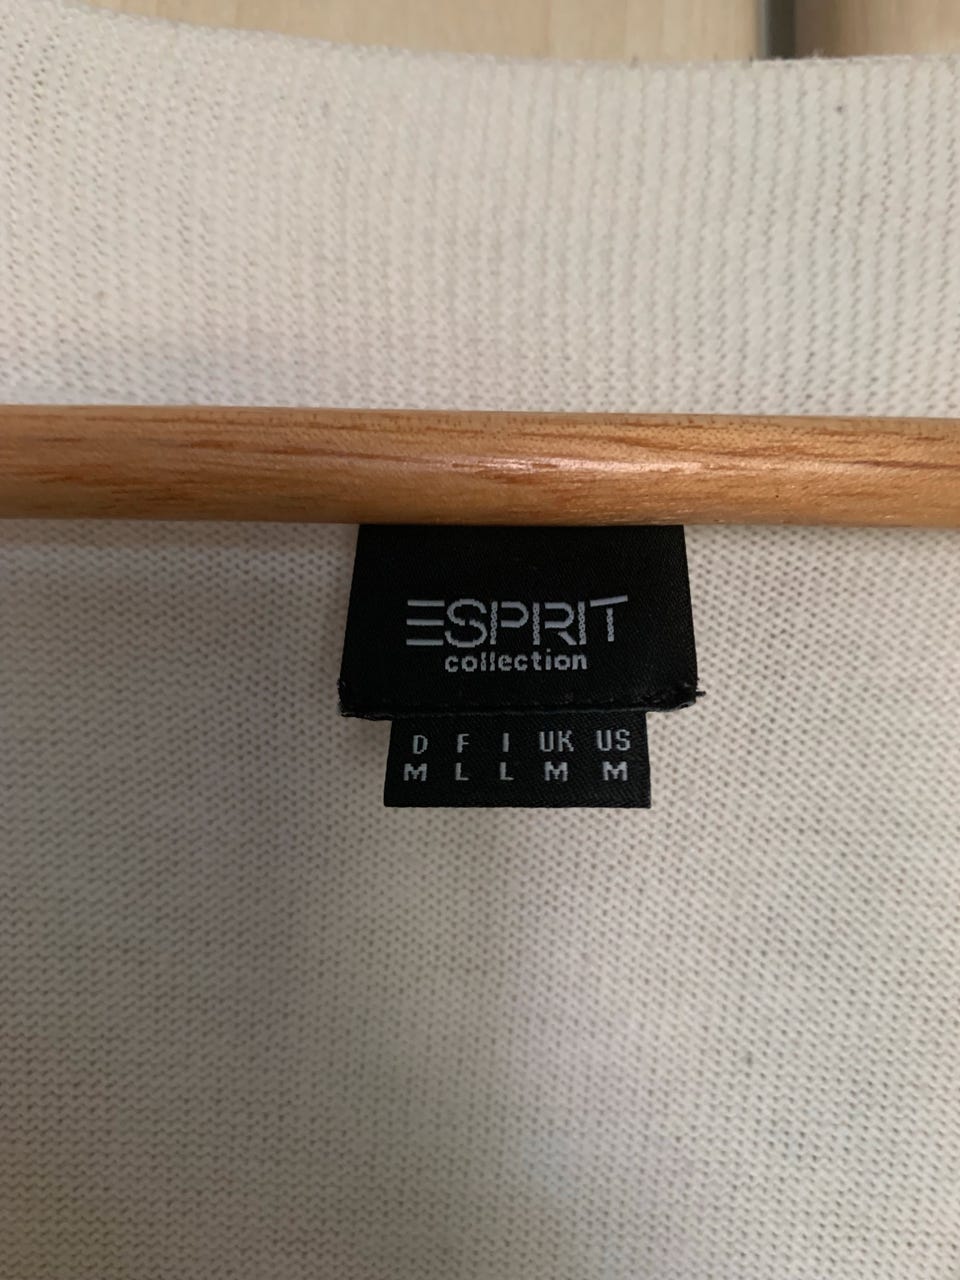 ESPRIT
collection
D F I UK US
M L L M M